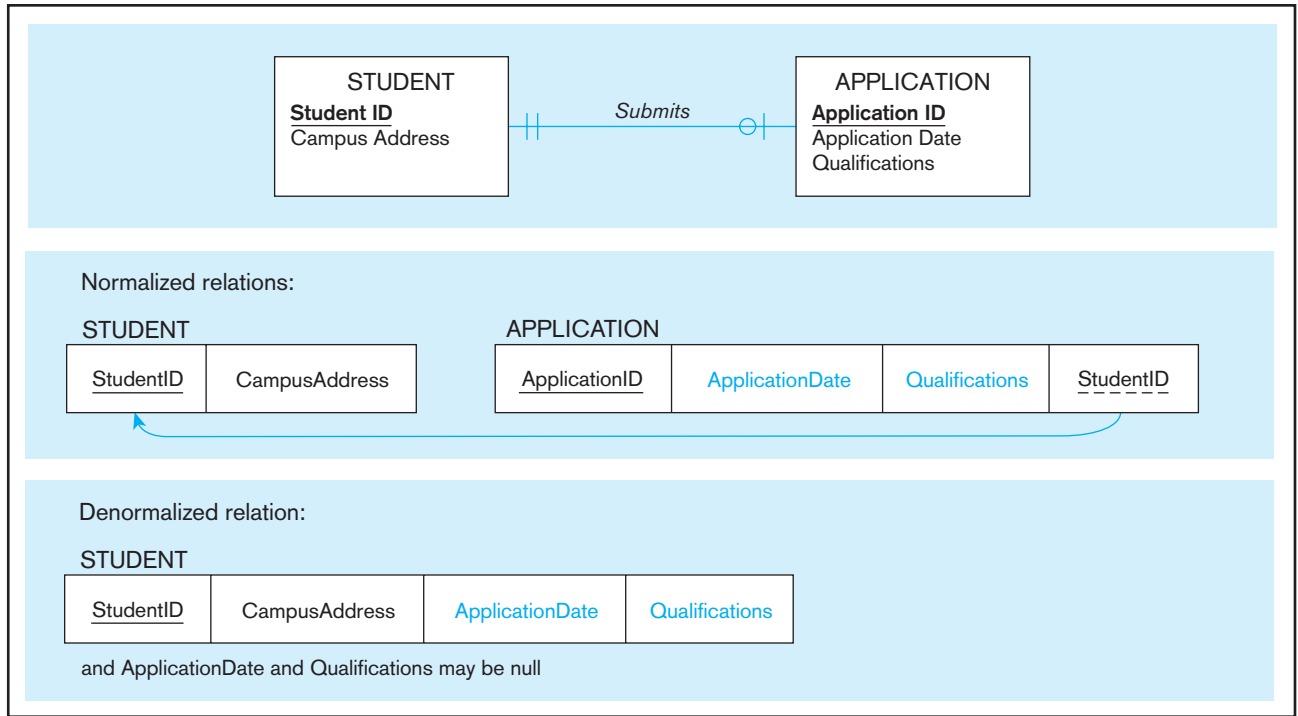 STUDENT
Student ID
Campus Address
Submits
APPLICATION
Application ID
Application Date
Qualifications
Normalized relations:
STUDENT
StudentID
CampusAddress
APPLICATION
ApplicationID
ApplicationDate
Qualifications
StudentID
Denormalized relation:
STUDENT
StudentID
CampusAddress
ApplicationDate
Qualifications
and ApplicationDate and Qualifications may be null